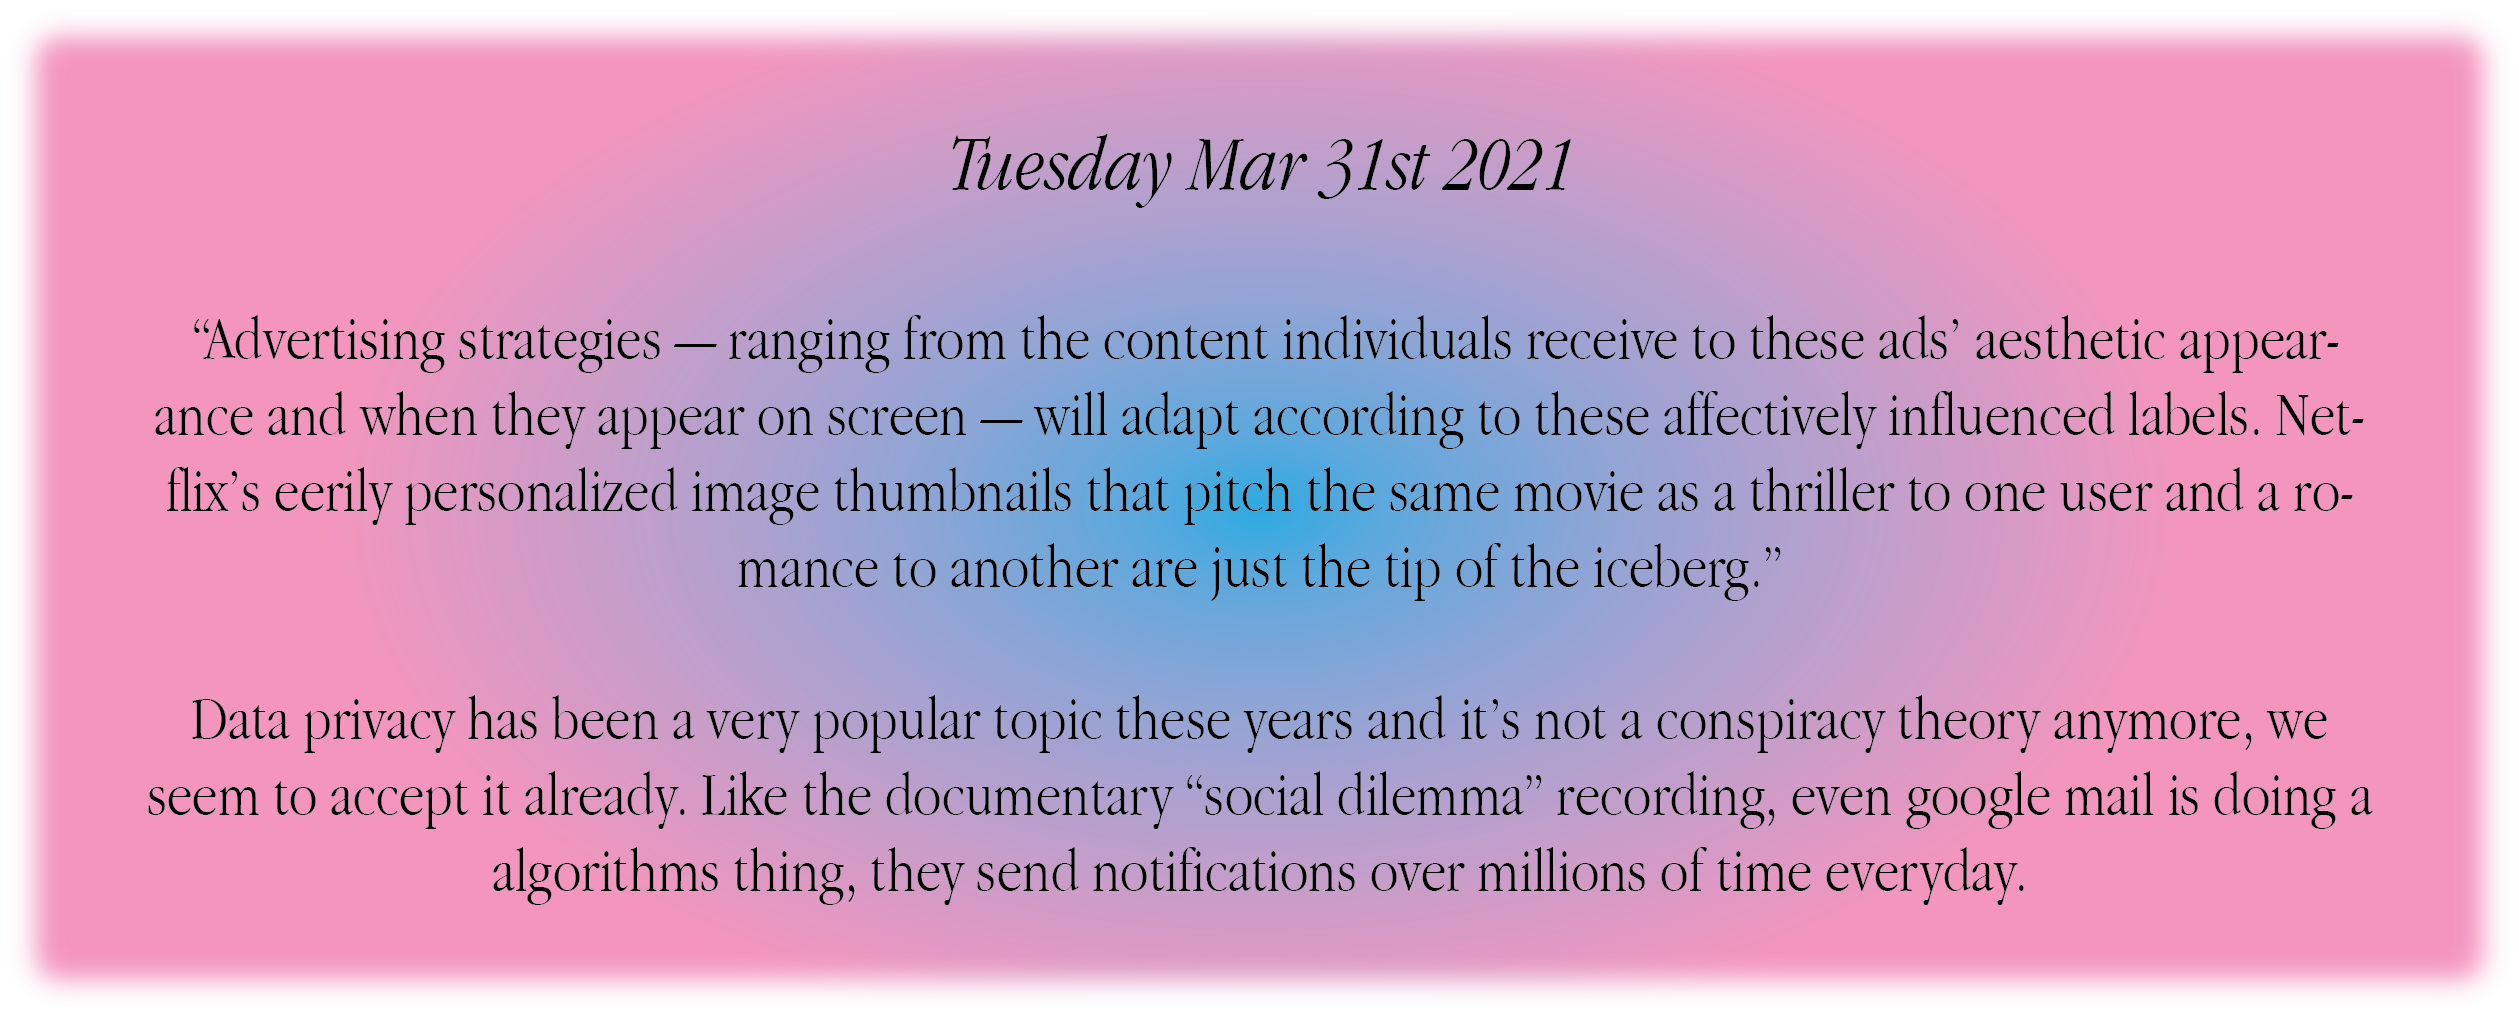 Tuesday Mar 31st 2021
“Advertising strategies — ranging from the content individuals receive to these ads’ aesthetic appear-
ance and when they appear on screen — will adapt according to these affectively influenced labels. Net-
flix’s eerily personalized image thumbnails that pitch the same movie as a thriller to one user and a ro-
mance to another are just the tip of the iceberg.”
Data privacy has been a very popular topic these years and it’s not a conspiracy theory anymore, we
seem to accept it already. Like the documentary “social dilemma” recording, even google mail is doing a
algorithms thing, they send notifications over millions of time everyday.